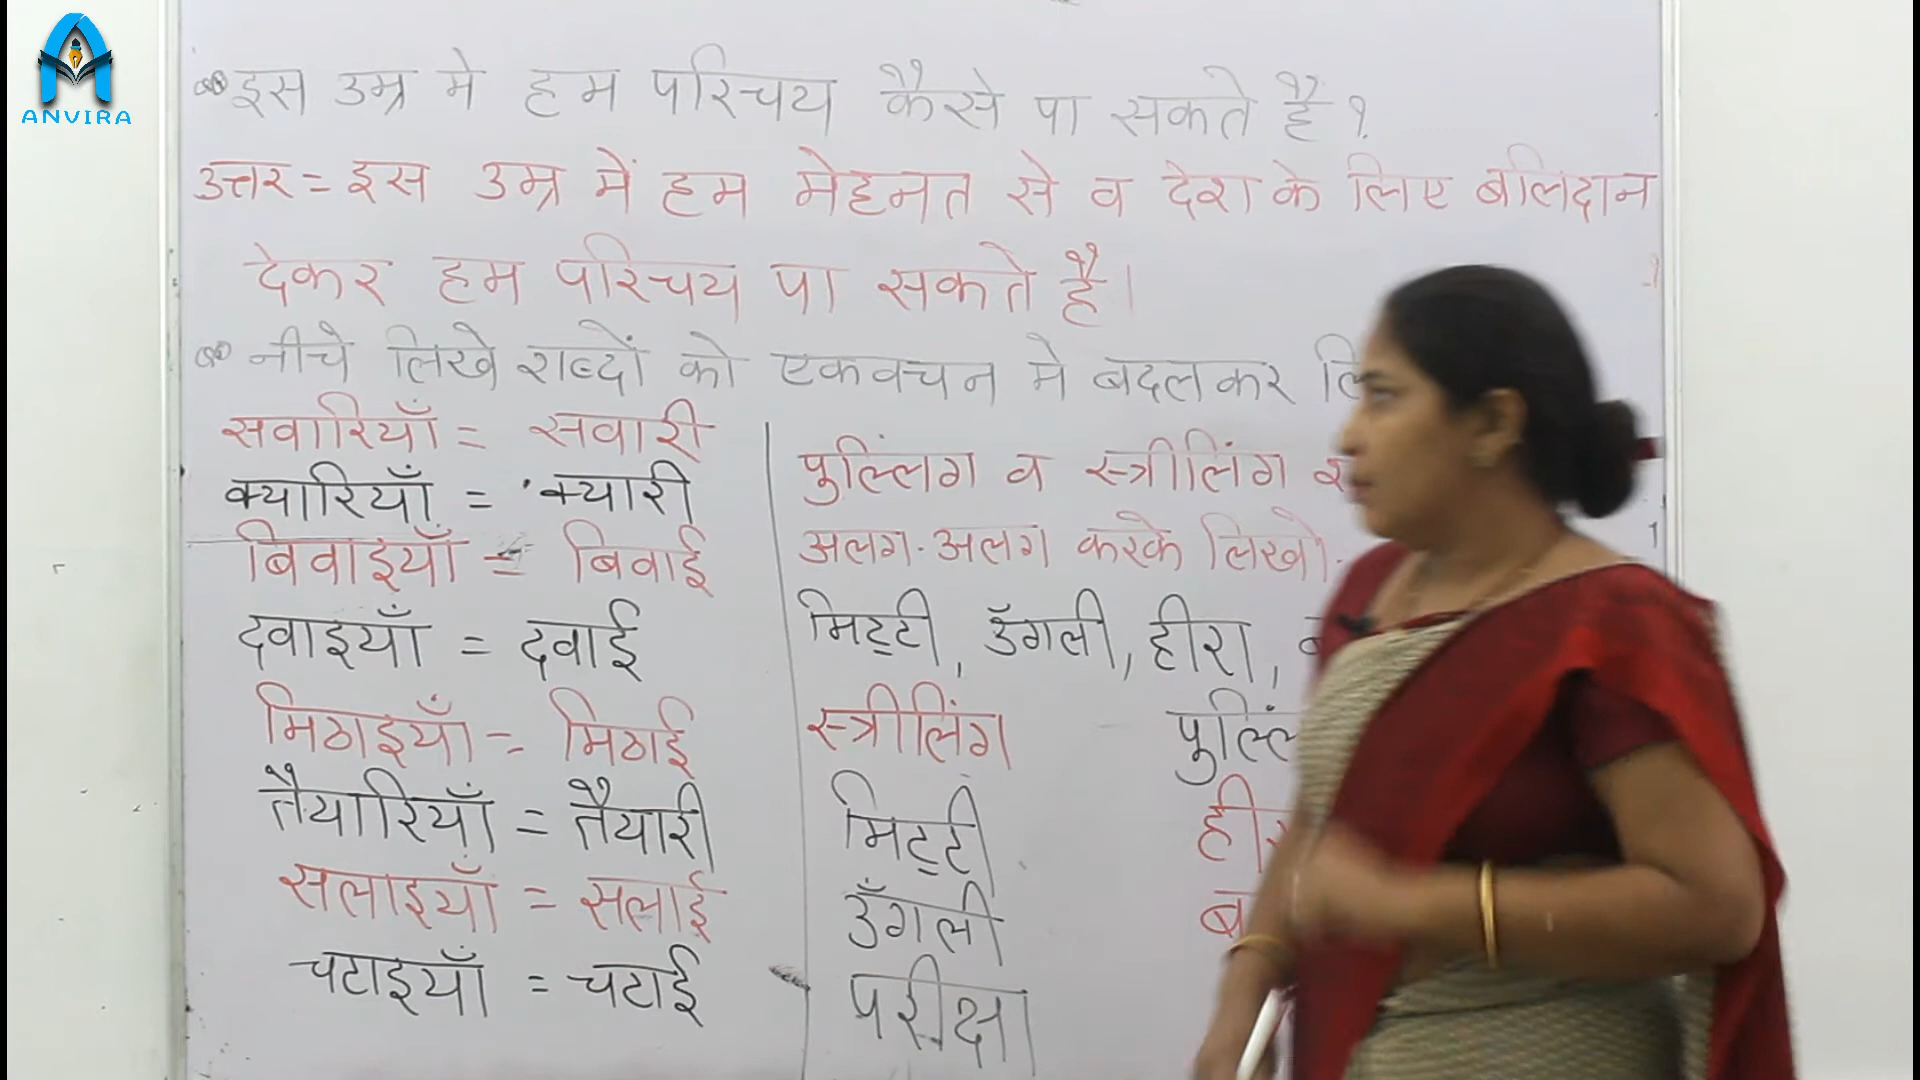 ANVIRA
इस उम्र मे हम परिचय कैसे पा सकते है ?
उत्तर = इस उम्र में हम मेहनत से व देश के लिए बलिदान
देकर हम परिचय पा सकते है।
नीचे लिखे शब्दों को एकवचन मे बदलकर
सवारियाँ = सवारी
क्यारियाँ = क्यारी
बिवाइयाँ = बिवाई
दवाइयाँ = दवाई
मिठाइयाँ = मिठाई
तैयारियाँ = तैयारी
सलाइयाँ = सलाई
चटाइयाँ = चटाई
पुल्लिंग व स्त्रीलिंग
अलग-अलग करके लिखो
मिट्टी, उँगली, हीरा,
स्त्रीलिंग
मिट्टी
उँगली
परीक्षा